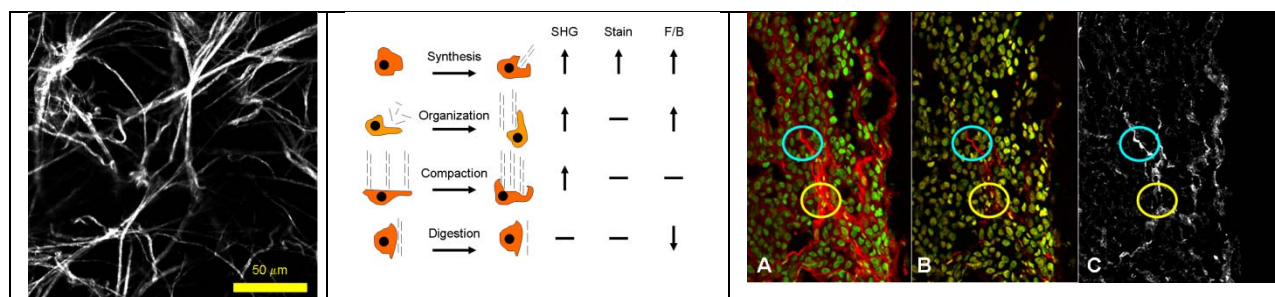 50 μm
SHG Stain F/B
Synthesis
Organization
Compaction
Digestion
A B C